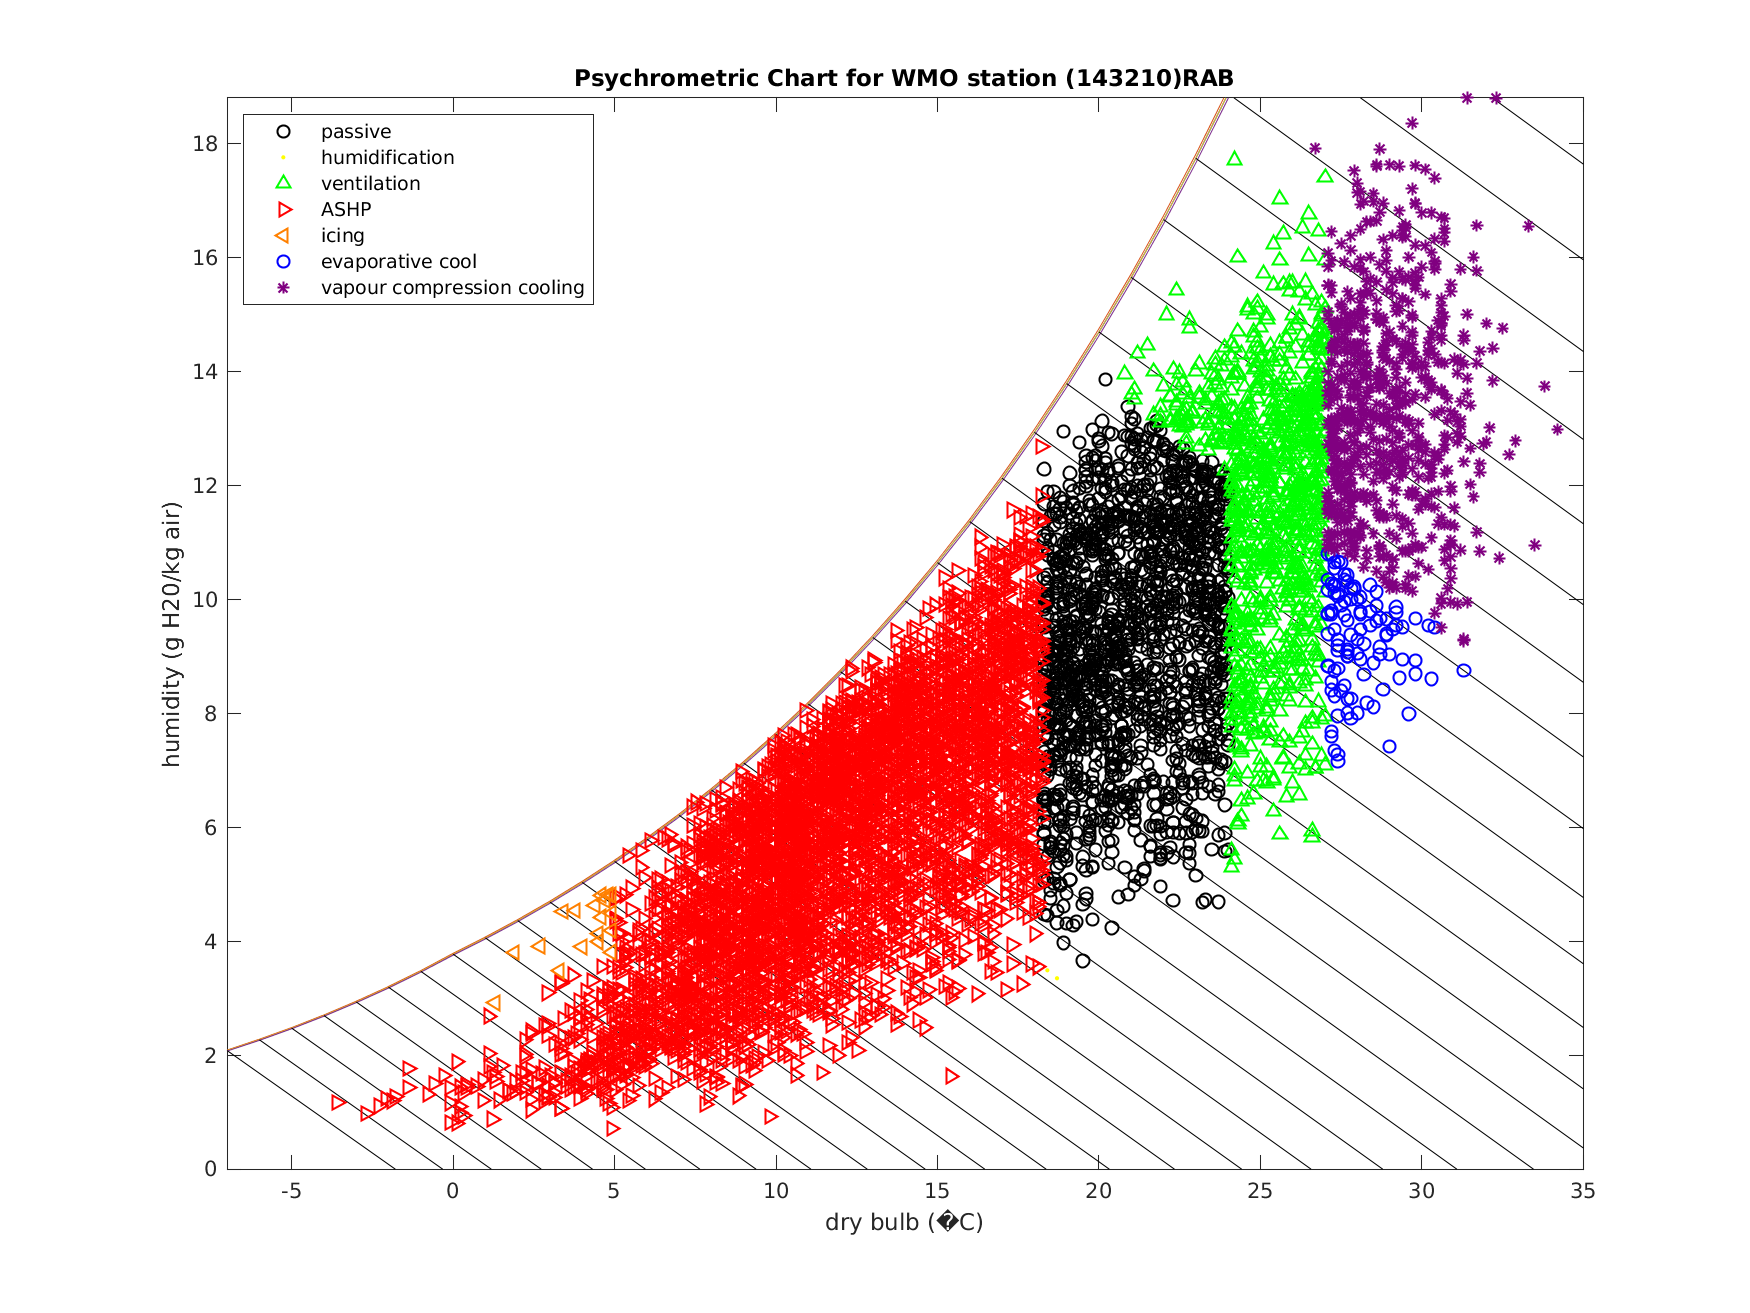 Psychrometric Chart for WMO station (143210)RAB
passive
humidification
ventilation
ASHP
icing
evaporative cool
vapour compression cooling
humidity (g H20/kg air)
18
16
14
12
10
8
6
4
2
0
-5 0 5 10 15 20 25 30 35
dry bulb (�C)